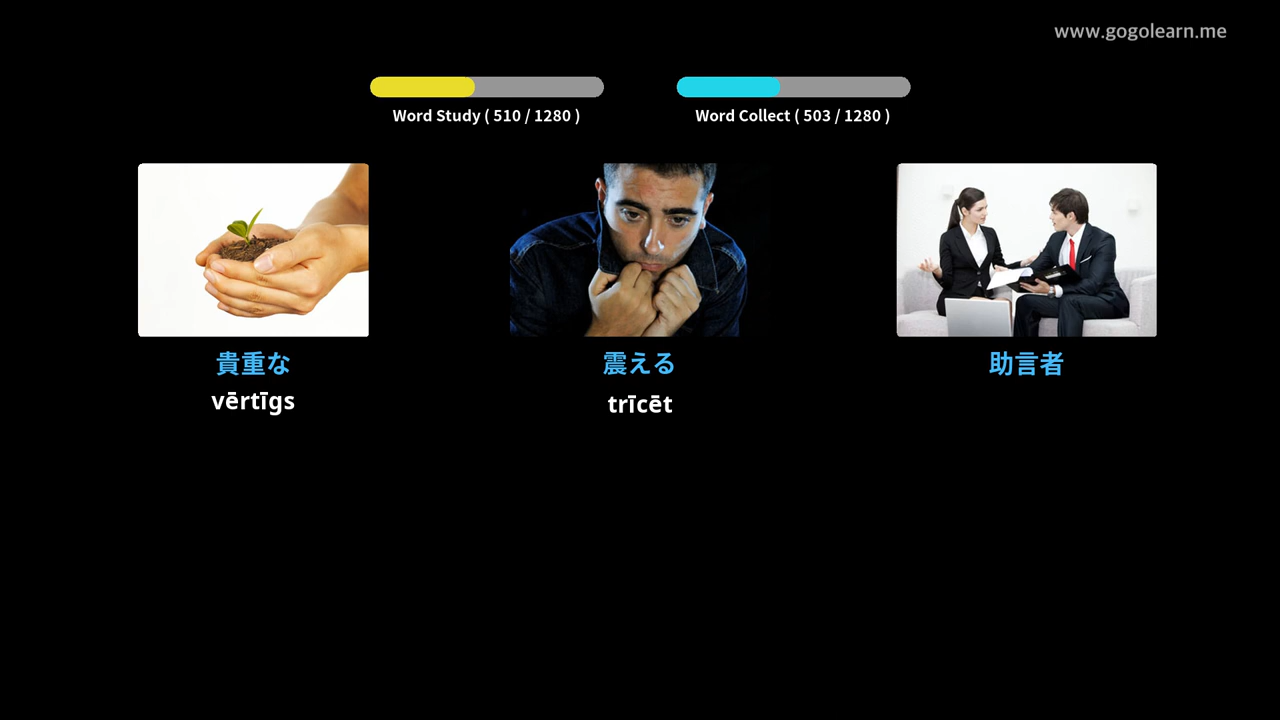 www.gogolearn.me
Word Study ( 510 / 1280 )
Word Collect ( 503 / 1280 )
貴重な
震える
助言者
vērtīgs
trīcēt